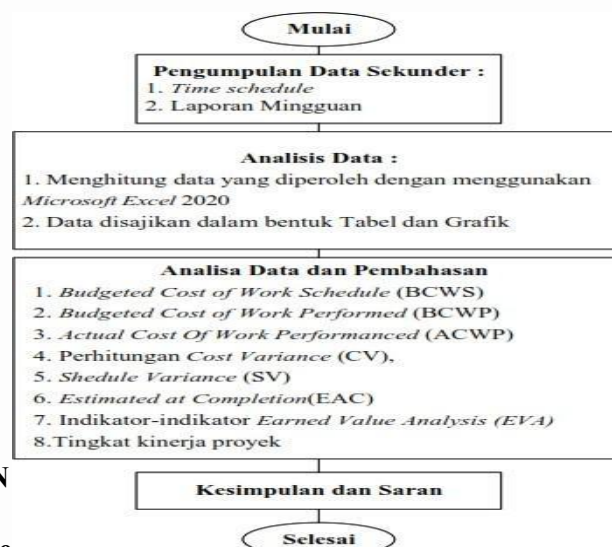 Mulai
Pengumpulan Data Sekunder :
1. Time schedule
2. Laporan Mingguan
Analisis Data :
1. Menghitung data yang diperoleh dengan menggunakan
Microsoft Excel 2020
2. Data disajikan dalam bentuk Tabel dan Grafik
Analisa Data dan Pembahasan
1. Budgeted Cost of Work Schedule (BCWS)
2. Budgeted Cost of Work Performed (BCWP)
3. Actual Cost Of Work Performanced (ACWP)
4. Perhitungan Cost Variance (CV),
5. Shedule Variance (SV)
6. Estimated at Completion(EAC)
7. Indikator-indikator Earned Value Analysis (EVA)
8.Tingkat kinerja proyek
N
Kesimpulan dan Saran
Selesai